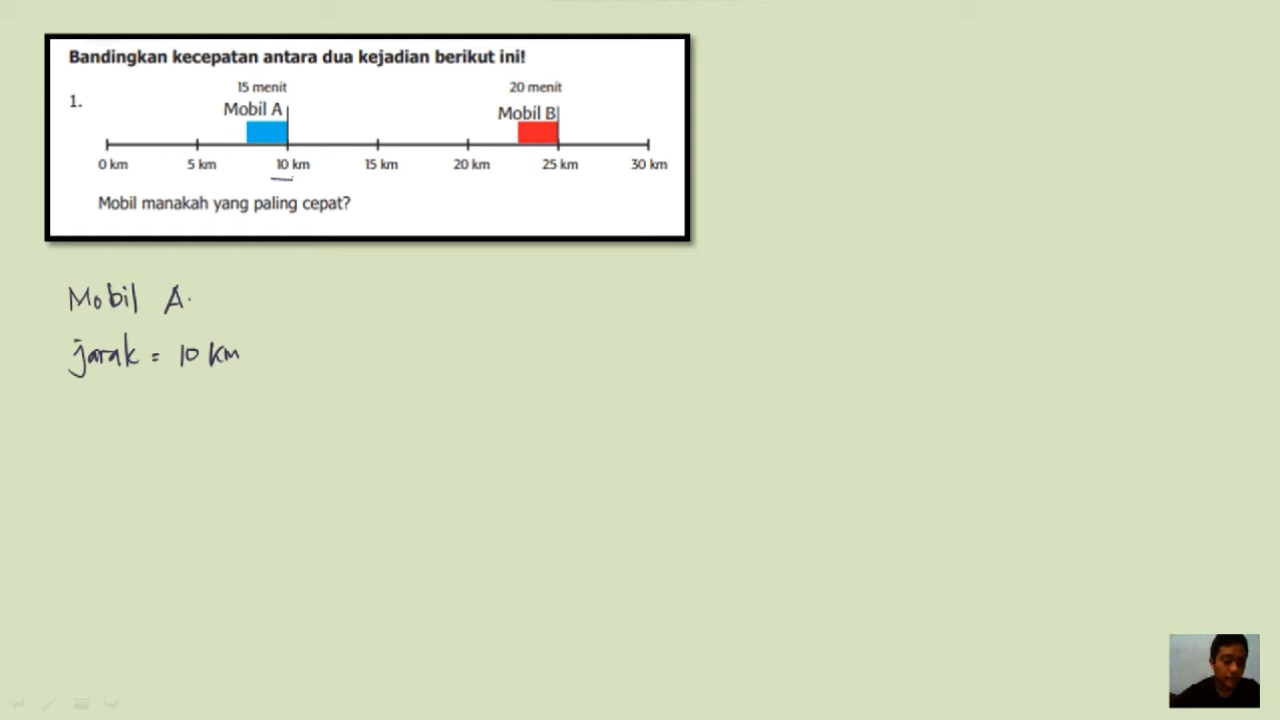 Bandingkan kecepatan antara dua kejadian berikut ini!
15 menit 20 menit
1. Mobil A Mobil B
0 km 5 km 10 km 15 km 20 km 25 km 30 km
Mobil manakah yang paling cepat?
Mobil A.
jarak = 10 km